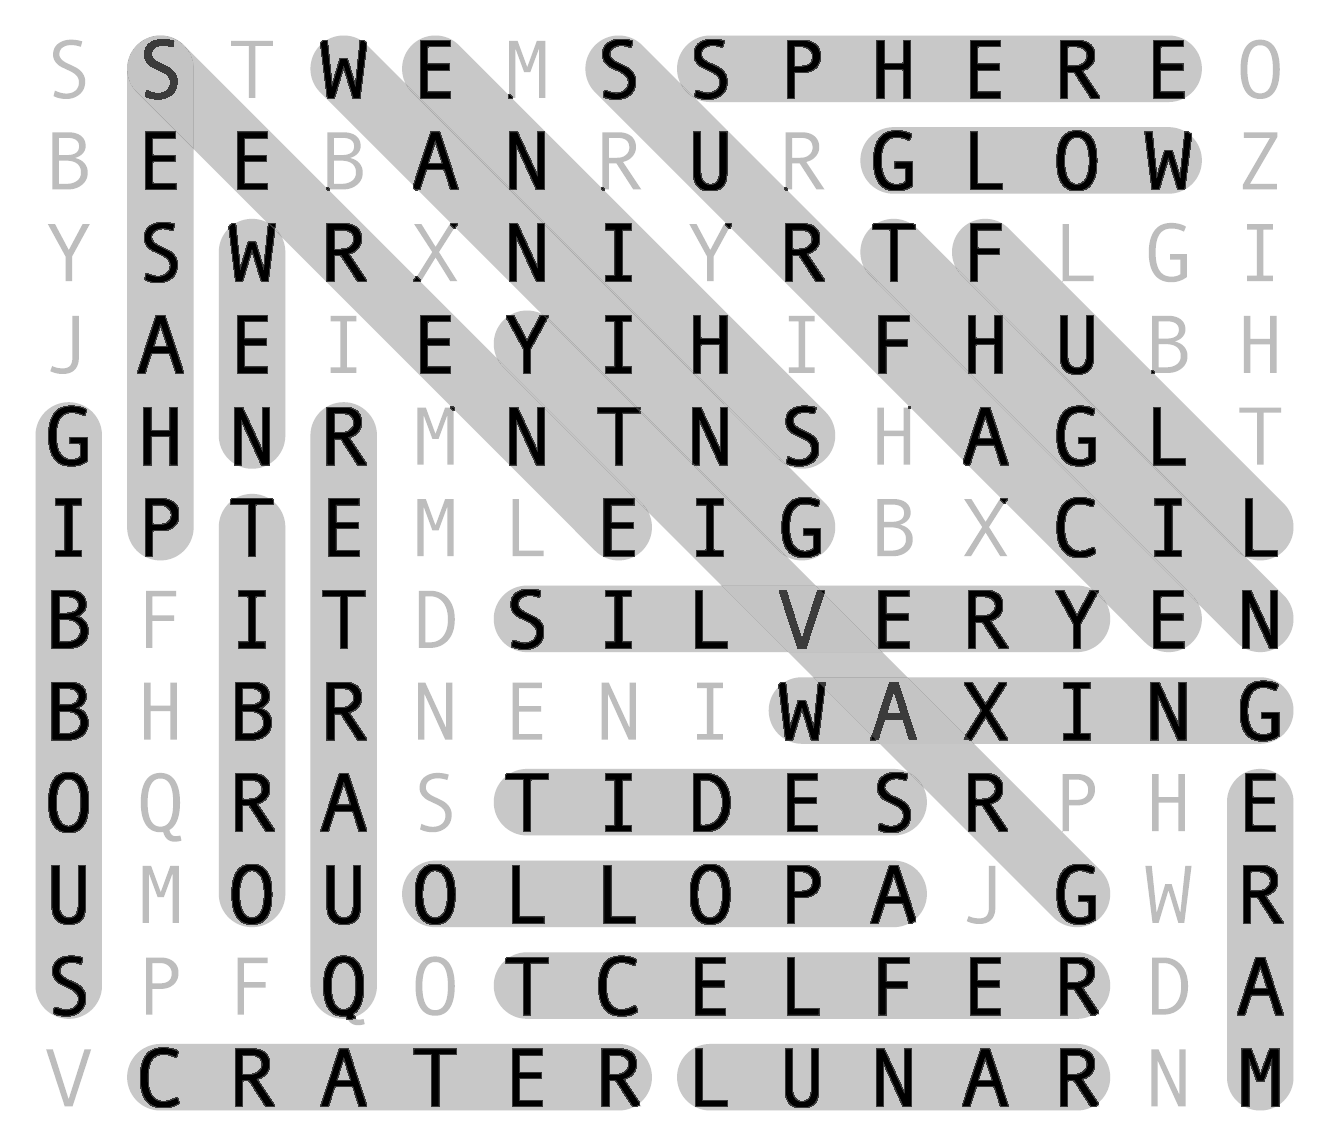 S S T W E M S S P H E R E O
B E E B A N R U R G L O W Z
Y S W R X N I Y R T F L G I
J A E I E Y I H I F H U B H
G H N R M N T N S H A G L T
I P T E M L E I G B X C I L
B F I T D S I L V E R Y E N
B H B R N E N I W A X I N G
O Q R A S T I D E S R P H E
U M O U O L L O P A J G W R
S P F Q O T C E L F E R D A
V C R A T E R L U N A R N M